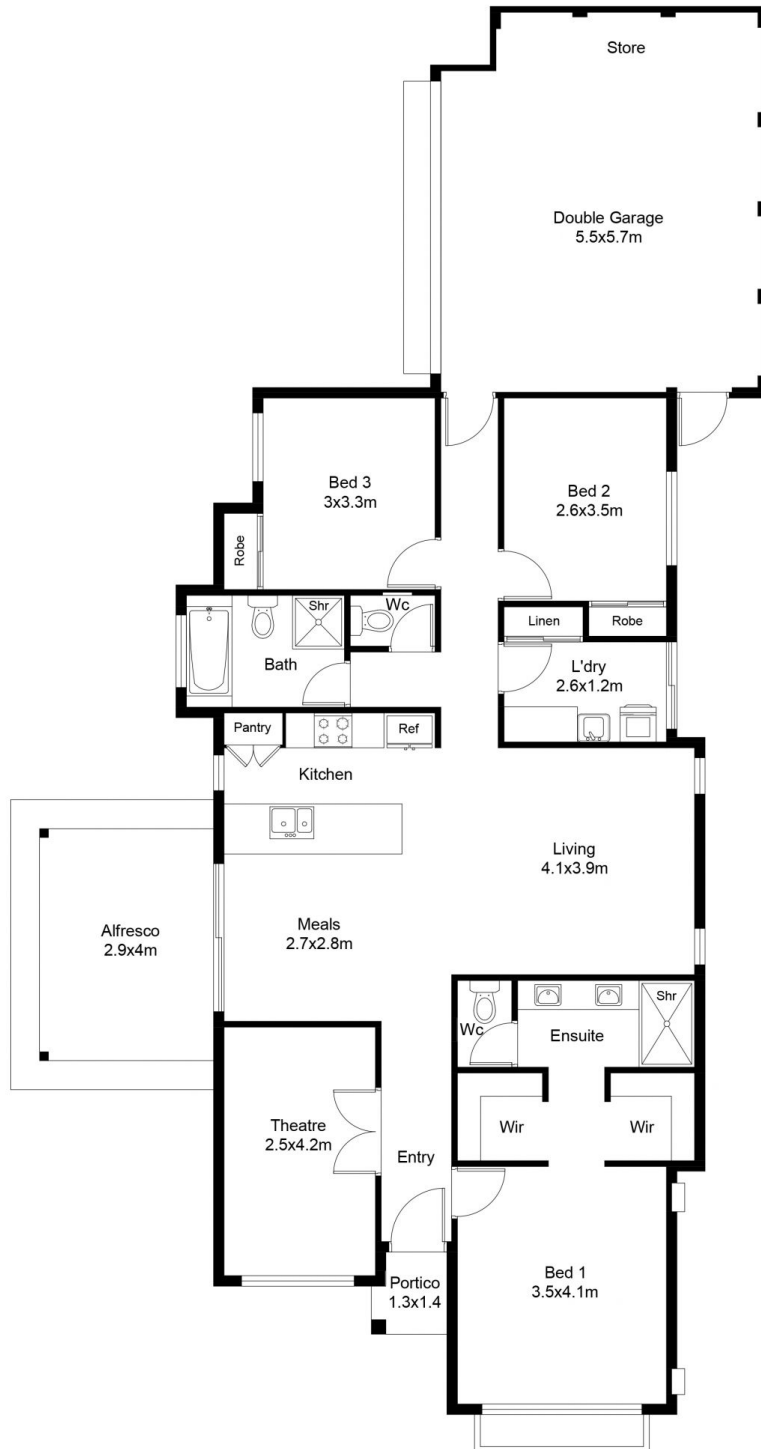 Store
Double Garage
5.5x5.7m
Bed 3
3x3.3m
Bed 2
2.6x3.5m
Robe
Shr
Wc
Linen
Robe
Bath
L'dry
2.6x1.2m
Pantry
Ref
Kitchen
Living
4.1x3.9m
Alfresco
2.9x4m
Meals
2.7x2.8m
Shr
Wc
Ensuite
Theatre
2.5x4.2m
Wir
Wir
Entry
Portico
1.3x1.4
Bed 1
3.5x4.1m